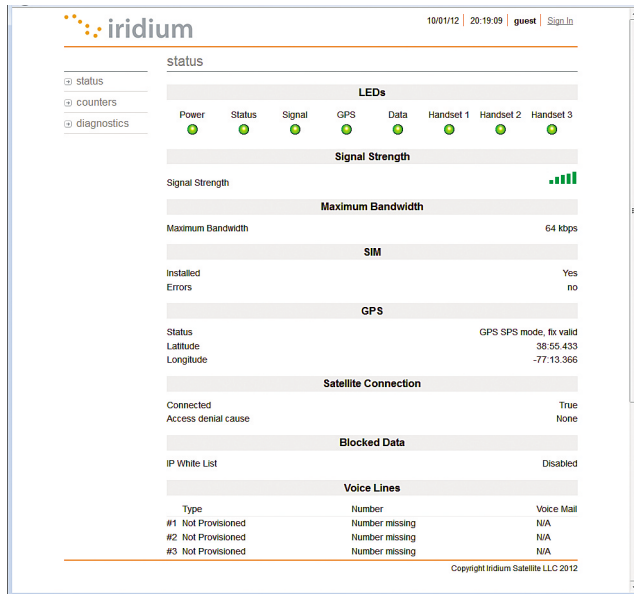 iridium
10/01/12 20:19:09 guest Sign In
status
status
counters
diagnostics
LEDs
Power Status Signal GPS Data Handset 1 Handset 2 Handset 3
Signal Strength
Signal Strength
Maximum Bandwidth
Maximum Bandwidth 64 kbps
SIM
Installed Yes
Errors no
GPS
Status GPS SPS mode, fix valid
Latitude 38:55.433
Longitude -77:13.366
Satellite Connection
Connected True
Access denial cause None
Blocked Data
IP White List Disabled
Voice Lines
Type Number Voice Mail
#1 Not Provisioned Number missing N/A
#2 Not Provisioned Number missing N/A
#3 Not Provisioned Number missing N/A
Copyright Iridium Satellite LLC 2012